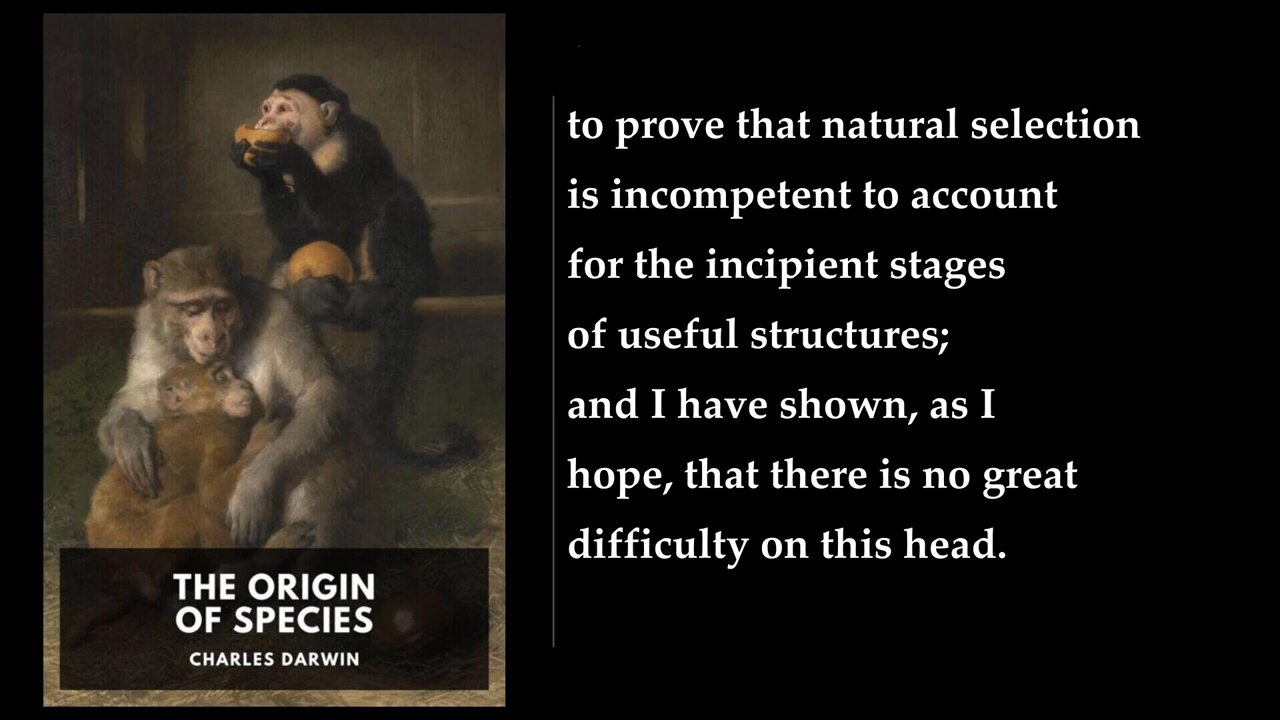 to prove that natural selection
is incompetent to account
for the incipient stages
of useful structures;
and I have shown, as I
hope, that there is no great
difficulty on this head.
THE ORIGIN
OF SPECIES
CHARLES DARWIN